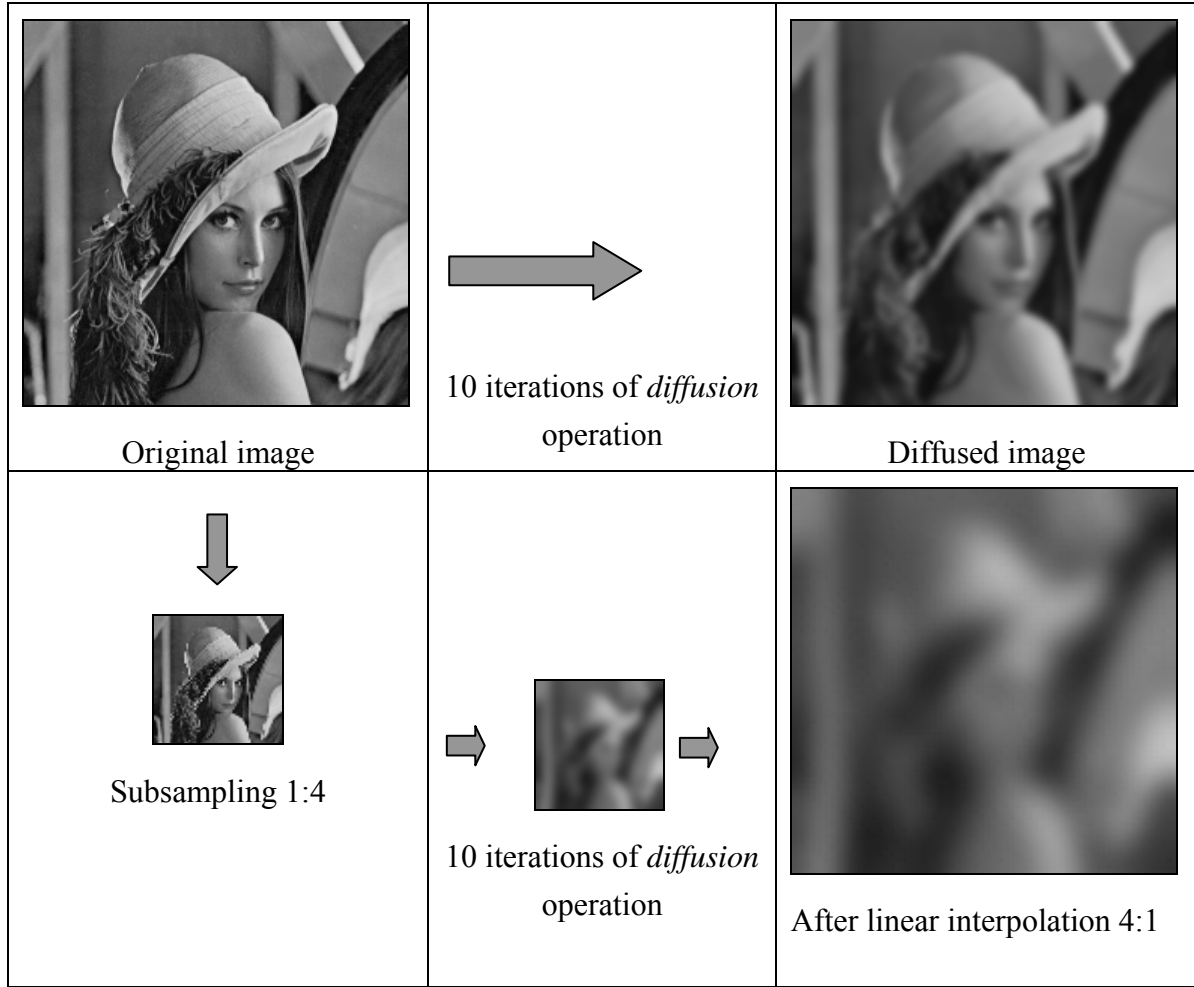 10 iterations of diffusion
operation
Original image
Diffused image
Subsampling 1:4
10 iterations of diffusion
operation
After linear interpolation 4:1